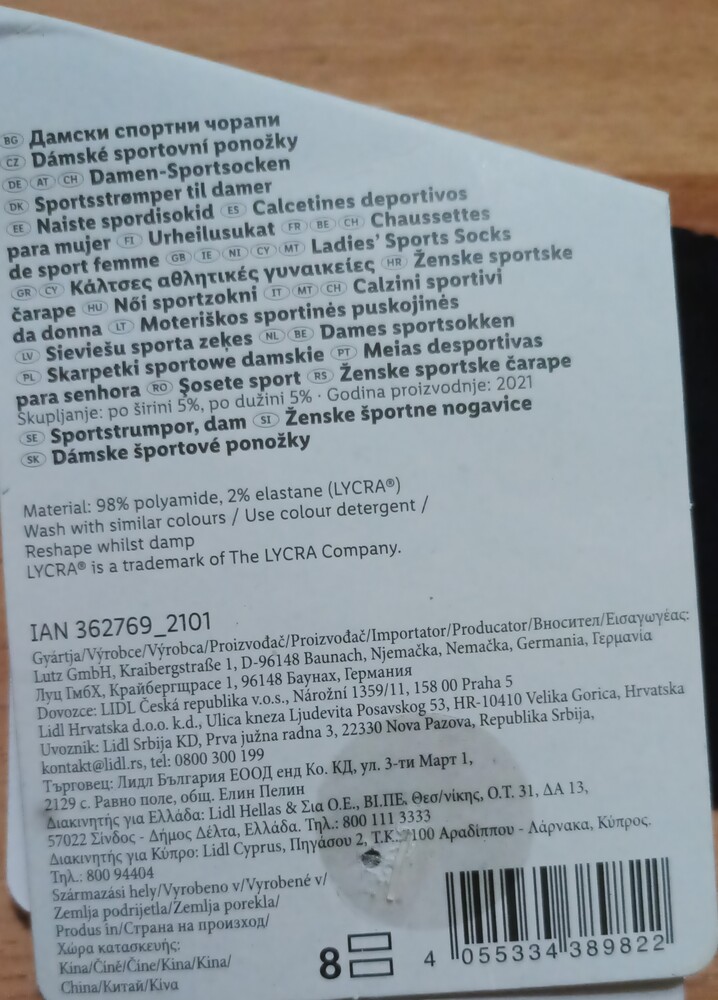 BG Дамски спортни чорапи
CZ Dámské sportovní ponožky
DE AT CH Damen-Sportsocken
DK Sportsstrømper til damer
EE Naiste spordisokid ES Calcetines deportivos
para mujer FI Urheilusukat FR BE CH Chaussettes
de sport femme GB IE NI CY MT Ladies' Sports Socks
GR CY Κάλτσες αθλητικές γυναικείες HR Ženske sportske
čarape HU Női sportzokni IT MT CH Calzini sportivi
da donna LT Moteriškos sportinės puskojinės
LV Sieviešu sporta zeķes NL BE Dames sportsokken
PL Skarpetki sportowe damskie PT Meias desportivas
para senhora RO Șosete sport RS Ženske sportske čarape
Skupljanje: po širini 5%, po dužini 5% · Godina proizvodnje: 2021
SE Sportstrumpor, dam SI Ženske športne nogavice
SK Dámske športové ponožky
Material: 98% polyamide, 2% elastane (LYCRA®)
Wash with similar colours / Use colour detergent /
Reshape whilst damp
LYCRA® is a trademark of The LYCRA Company.
IAN 362769_2101
Gyártja/Výrobce/Výrobca/Proizvođač/Proizvođač/Importator/Producator/Вносител/Εισαγωγέας:
Lutz GmbH, Kraibergstraße 1, D-96148 Baunach, Njemačka, Nemačka, Germania, Γερμανία
Луц ГмбХ, Крайбергщрасе 1, 96148 Баунах, Германия
Dovozce: LIDL Česká republika v.o.s., Nárožní 1359/11, 158 00 Praha 5
Lidl Hrvatska d.o.o. k.d., Ulica kneza Ljudevita Posavskog 53, HR-10410 Velika Gorica, Hrvatska
Uvoznik: Lidl Srbija KD, Prva južna radna 3, 22330 Nova Pazova, Republika Srbija,
kontakt@lidl.rs, tel: 0800 300 199
Търговец: Лидл България ЕООД енд Ко. КД, ул. 3-ти Март 1,
2129 с. Равно поле, общ. Елин Пелин
Διακινητής για Ελλάδα: Lidl Hellas & Σια Ο.Ε., ΒΙ.ΠΕ. Θεσ/νίκης, Ο.Τ. 31, ΔΑ 13,
57022 Σίνδος - Δήμος Δέλτα, Ελλάδα. Τηλ.: 800 111 3333
Διακινητής για Κύπρο: Lidl Cyprus, Πηγάσου 2, Τ.Κ. 7100 Αραδίππου - Λάρνακα, Κύπρος.
Τηλ.: 800 94404
Származási hely/Vyrobeno v/Vyrobené v/
Zemlja podrijetla/Zemlja porekla/
Produs în/Страна на произход/
Χώρα κατασκευής:
Kína/Číně/Čine/Kina/Kina/
China/Китай/Κίνα
8
4 055334 389822